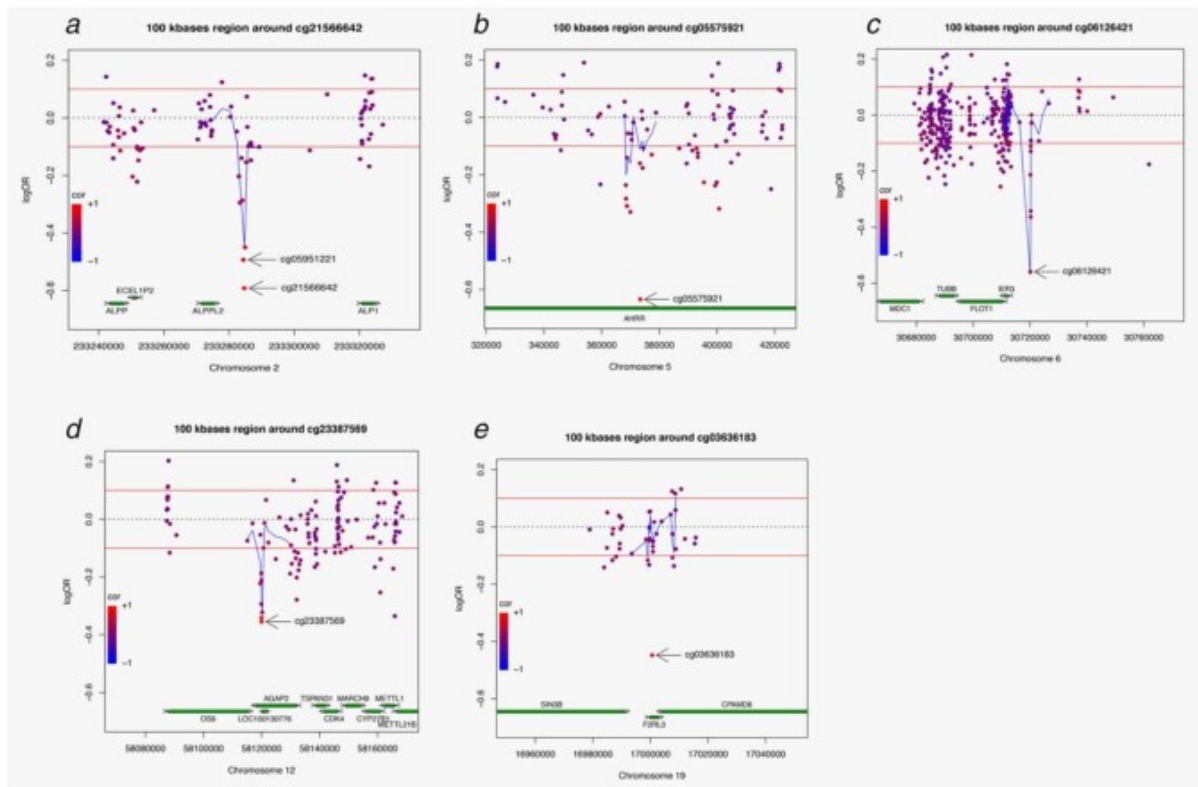 a
100 kbases region around cg21566642
0.2
0.0
-0.2
-0.4
-0.6
logOR
cor
+1
-1
cg05951221
cg21566642
ECEL1P2
ALPP
ALPPL2
ALPI
233240000 233260000 233280000 233300000 233320000
Chromosome 2
b
100 kbases region around cg05575921
0.2
0.0
-0.2
-0.4
-0.6
logOR
cor
+1
-1
cg05575921
AHRR
320000 340000 360000 380000 400000 420000
Chromosome 5
c
100 kbases region around cg06126421
0.2
0.0
-0.2
-0.4
-0.6
logOR
cor
+1
-1
cg06126421
TUBB
IER3
MDC1
FLOT1
30680000 30700000 30720000 30740000 30760000
Chromosome 6
d
100 kbases region around cg23387569
0.2
0.0
-0.2
-0.4
-0.6
logOR
cor
+1
-1
cg23387569
AGAP2 TSPAN31 MARCH9 METTL1
OS9 LOC100130776 CDK4 CYP27B1
METTL21B
58080000 58100000 58120000 58140000 58160000
Chromosome 12
e
100 kbases region around cg03636183
0.2
0.0
-0.2
-0.4
-0.6
logOR
cor
+1
-1
cg03636183
SIN3B
CPAMD8
F2RL3
16960000 16980000 17000000 17020000 17040000
Chromosome 19